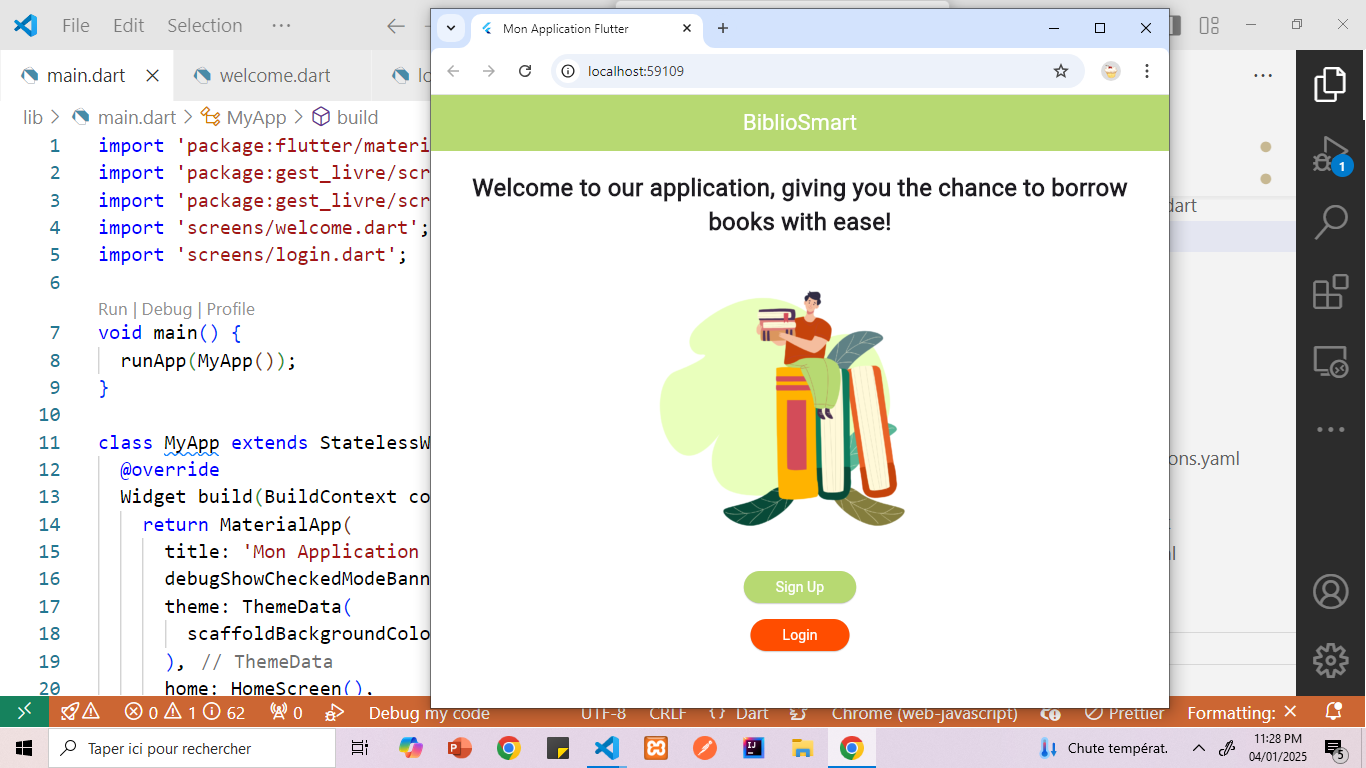 File Edit Selection ...
main.dart welcome.dart
lib > main.dart > MyApp > build
1 import 'package:flutter/materi
2 import 'package:gest_livre/scr
3 import 'package:gest_livre/scr
4 import 'screens/welcome.dart';
5 import 'screens/login.dart';
6
Run | Debug | Profile
7 void main() {
8 runApp(MyApp());
9 }
10
11 class MyApp extends StatelessW
12 @override
13 Widget build(BuildContext co
14 return MaterialApp(
15 title: 'Mon Application
16 debugShowCheckedModeBann
17 theme: ThemeData(
18 scaffoldBackgroundColo
19 ), // ThemeData
20 home: HomeScreen(),
Mon Application Flutter
localhost:59109
BiblioSmart
Welcome to our application, giving you the chance to borrow
books with ease!
Sign Up
Login
dart
ons.yaml
1
0 1 62 0 Debug my code UTF-8 CRLF {} Dart Chrome (web-javascript) Prettier Formatting: ×
Taper ici pour rechercher
Chute températ.
11:28 PM
04/01/2025
5